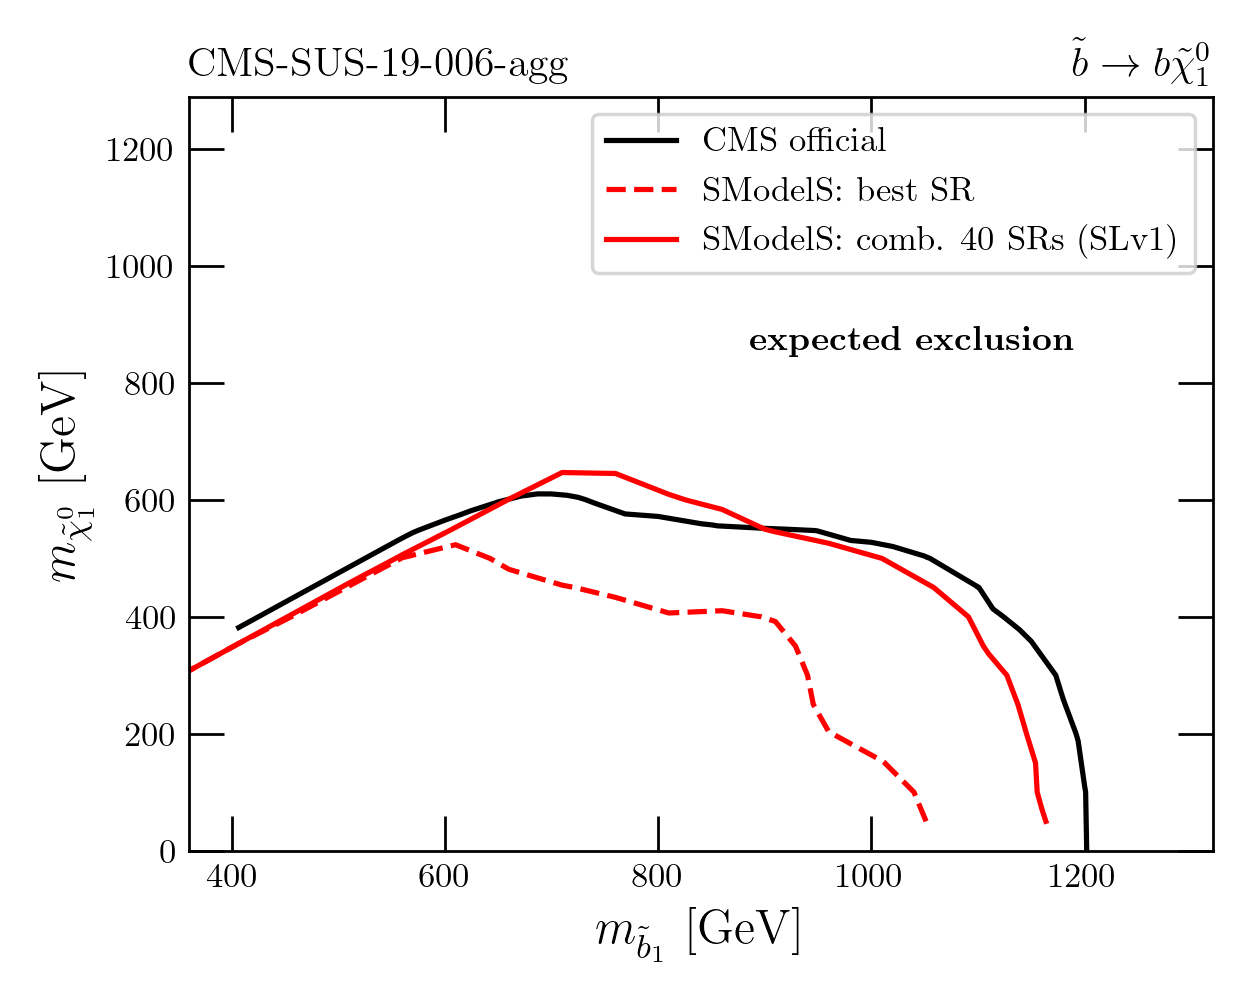 CMS-SUS-19-006-agg
b̃ → bχ̃₁⁰
CMS official
SModelS: best SR
SModelS: comb. 40 SRs (SLv1)
expected exclusion
1200
1000
800
600
400
200
0
m_χ̃₁⁰ [GeV]
400 600 800 1000 1200
m_b̃₁ [GeV]